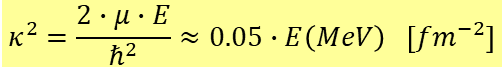 κ² = 2 · μ · E / ħ² ≈ 0.05 · E(MeV) [fm⁻²]